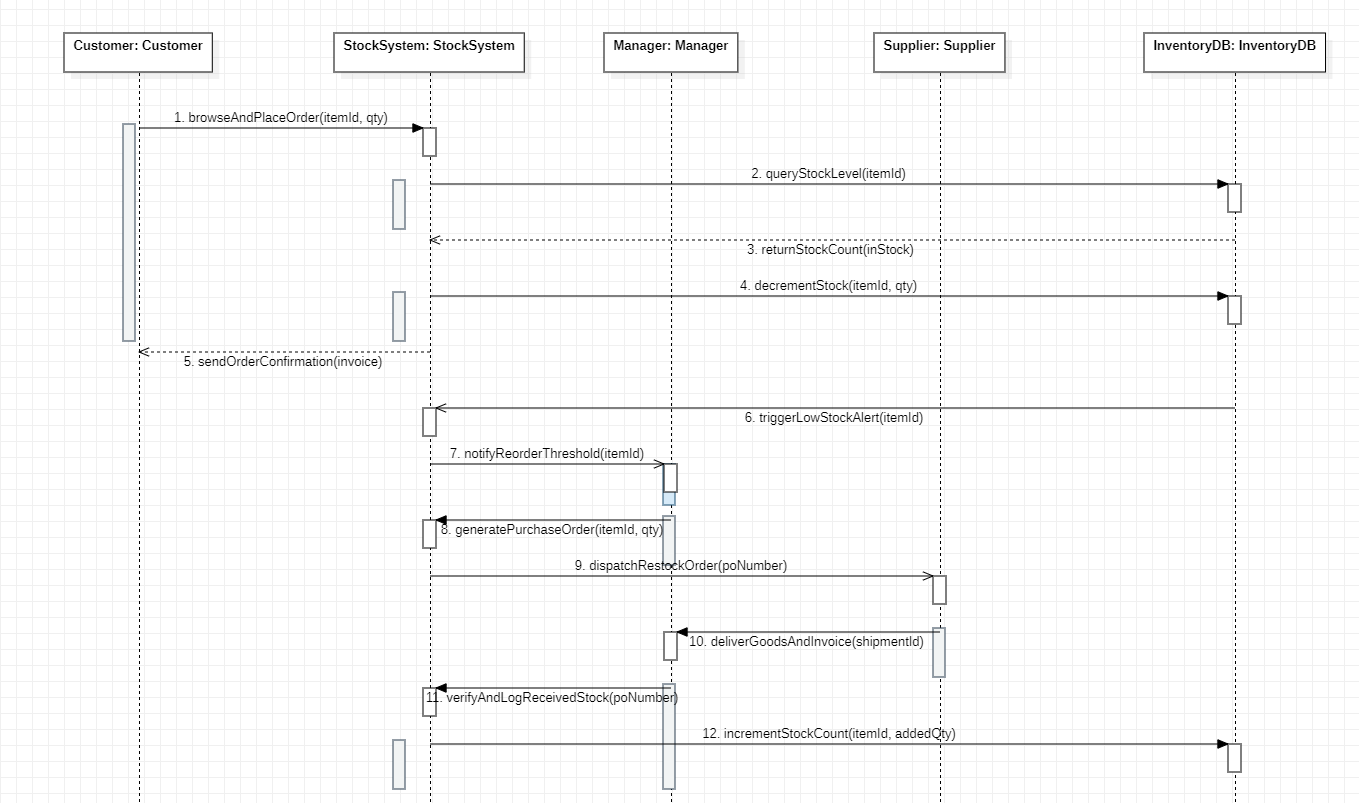 Customer: Customer
StockSystem: StockSystem
Manager: Manager
Supplier: Supplier
InventoryDB: InventoryDB
1. browseAndPlaceOrder(itemId, qty)
2. queryStockLevel(itemId)
3. returnStockCount(inStock)
4. decrementStock(itemId, qty)
5. sendOrderConfirmation(invoice)
6. triggerLowStockAlert(itemId)
7. notifyReorderThreshold(itemId)
8. generatePurchaseOrder(itemId, qty)
9. dispatchRestockOrder(poNumber)
10. deliverGoodsAndInvoice(shipmentId)
11. verifyAndLogReceivedStock(poNumber)
12. incrementStockCount(itemId, addedQty)